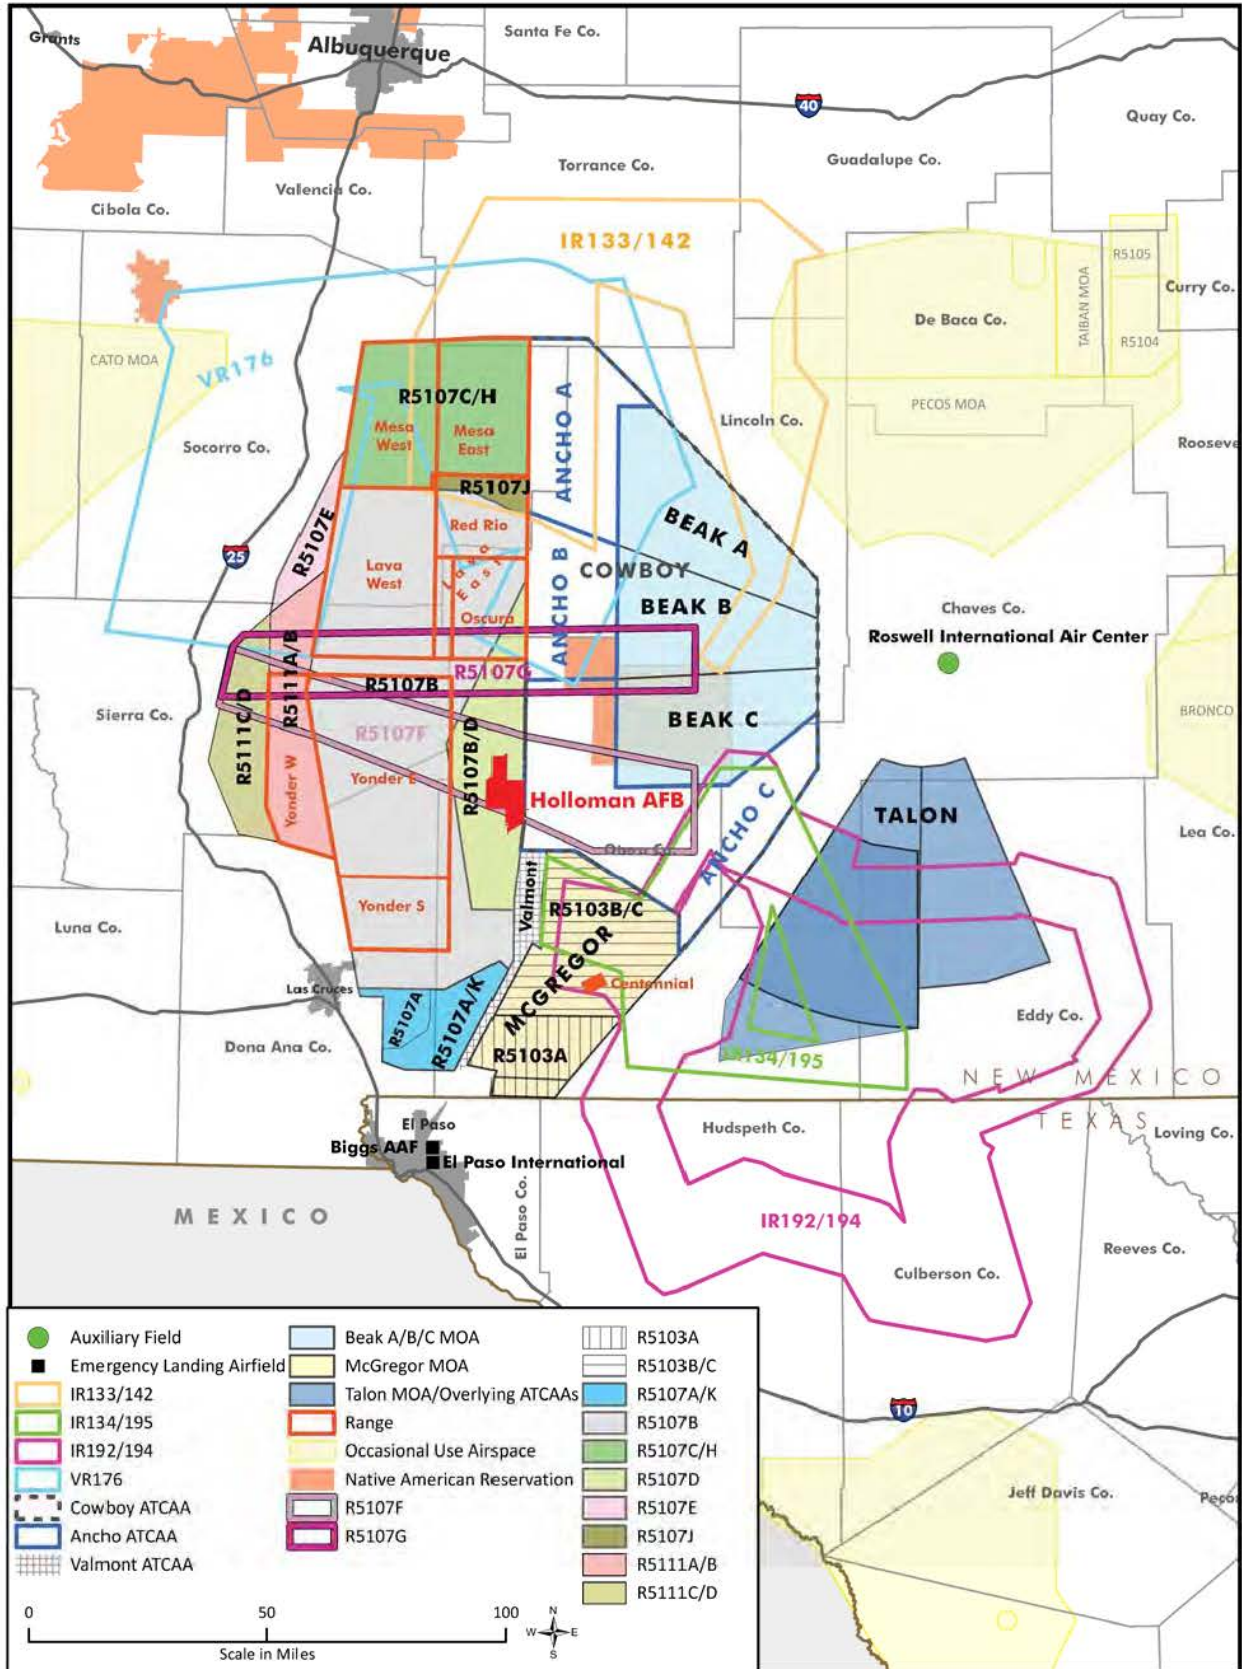 Grants
Albuquerque
Santa Fe Co.
40
Quay Co.
Torrance Co.
Guadalupe Co.
Valencia Co.
Cibola Co.
IR133/142
R5105
TAIBAN MOA
Curry Co.
De Baca Co.
R5104
CATO MOA
VR176
R5107C/H
ANCHO A
PECOS MOA
Mesa
West
Mesa
East
Lincoln Co.
Socorro Co.
Rooseve
R5107J
R5107E
Red Rio
BEAK A
25
Lava
West
Lava
East
ANCHO B
COWBOY
BEAK B
Oscura
Chaves Co.
Roswell International Air Center
R5111A/B
R5107G
R5107B
Sierra Co.
R5111C/D
R5107F
BEAK C
BRONCO
R5107B/D
Yonder W
Yonder E
Holloman AFB
ANCHO C
TALON
Lea Co.
Otero Co.
Valmont
R5103B/C
Yonder S
Luna Co.
MCGREGOR
Las Cruces
Centennial
R5107A
R5107A/K
Eddy Co.
Dona Ana Co.
R5103A
IR134/195
NEW MEXICO
TEXAS
El Paso
Hudspeth Co.
Loving Co.
Biggs AAF
El Paso International
MEXICO
El Paso Co.
IR192/194
Reeves Co.
Culberson Co.
10
Jeff Davis Co.
Peco
Auxiliary Field
Emergency Landing Airfield
IR133/142
IR134/195
IR192/194
VR176
Cowboy ATCAA
Ancho ATCAA
Valmont ATCAA
Beak A/B/C MOA
McGregor MOA
Talon MOA/Overlying ATCAAs
Range
Occasional Use Airspace
Native American Reservation
R5107F
R5107G
R5103A
R5103B/C
R5107A/K
R5107B
R5107C/H
R5107D
R5107E
R5107J
R5111A/B
R5111C/D
0 50 100
Scale in Miles
N
W E
S